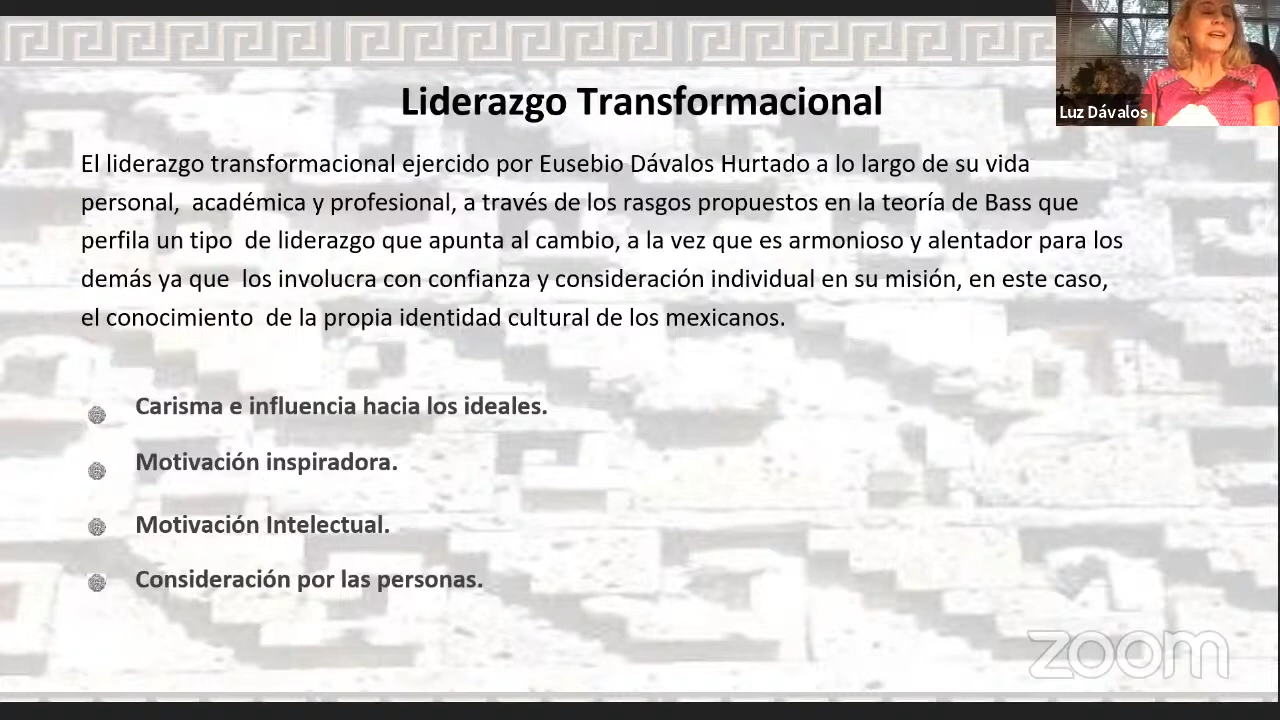 Liderazgo Transformacional
Luz Dávalos
El liderazgo transformacional ejercido por Eusebio Dávalos Hurtado a lo largo de su vida
personal, académica y profesional, a través de los rasgos propuestos en la teoría de Bass que
perfila un tipo de liderazgo que apunta al cambio, a la vez que es armonioso y alentador para los
demás ya que los involucra con confianza y consideración individual en su misión, en este caso,
el conocimiento de la propia identidad cultural de los mexicanos.
Carisma e influencia hacia los ideales.
Motivación inspiradora.
Motivación Intelectual.
Consideración por las personas.
zoom